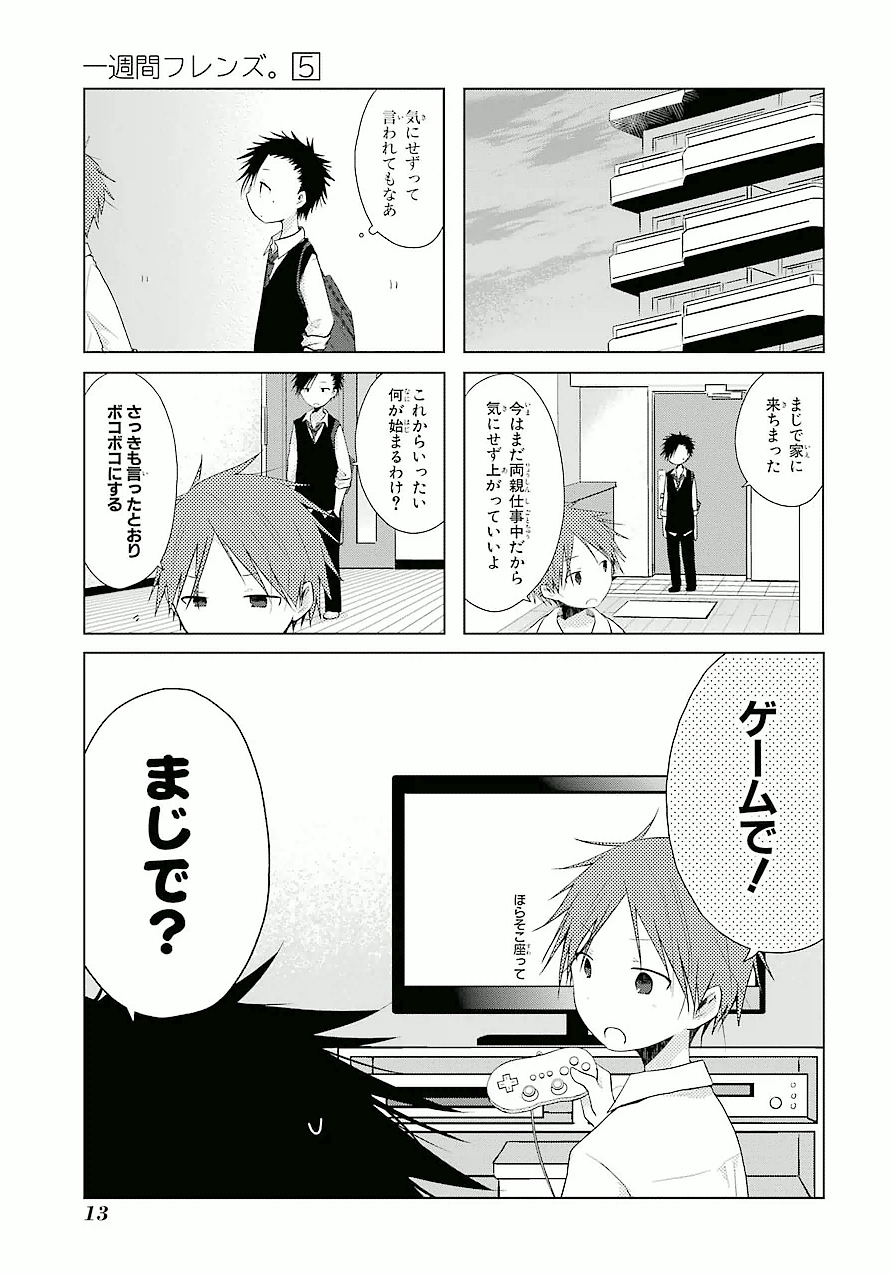 一週間フレンズ。5
まじで家に
来ちまった
今はまだ両親仕事中だから
気にせず上がっていいよ
気にせずって
言われてもなあ
これからいったい
何が始まるわけ？
さっきも言ったとおり
ボコボコにする
ゲームで！
ほらそこ座って
まじで？
13